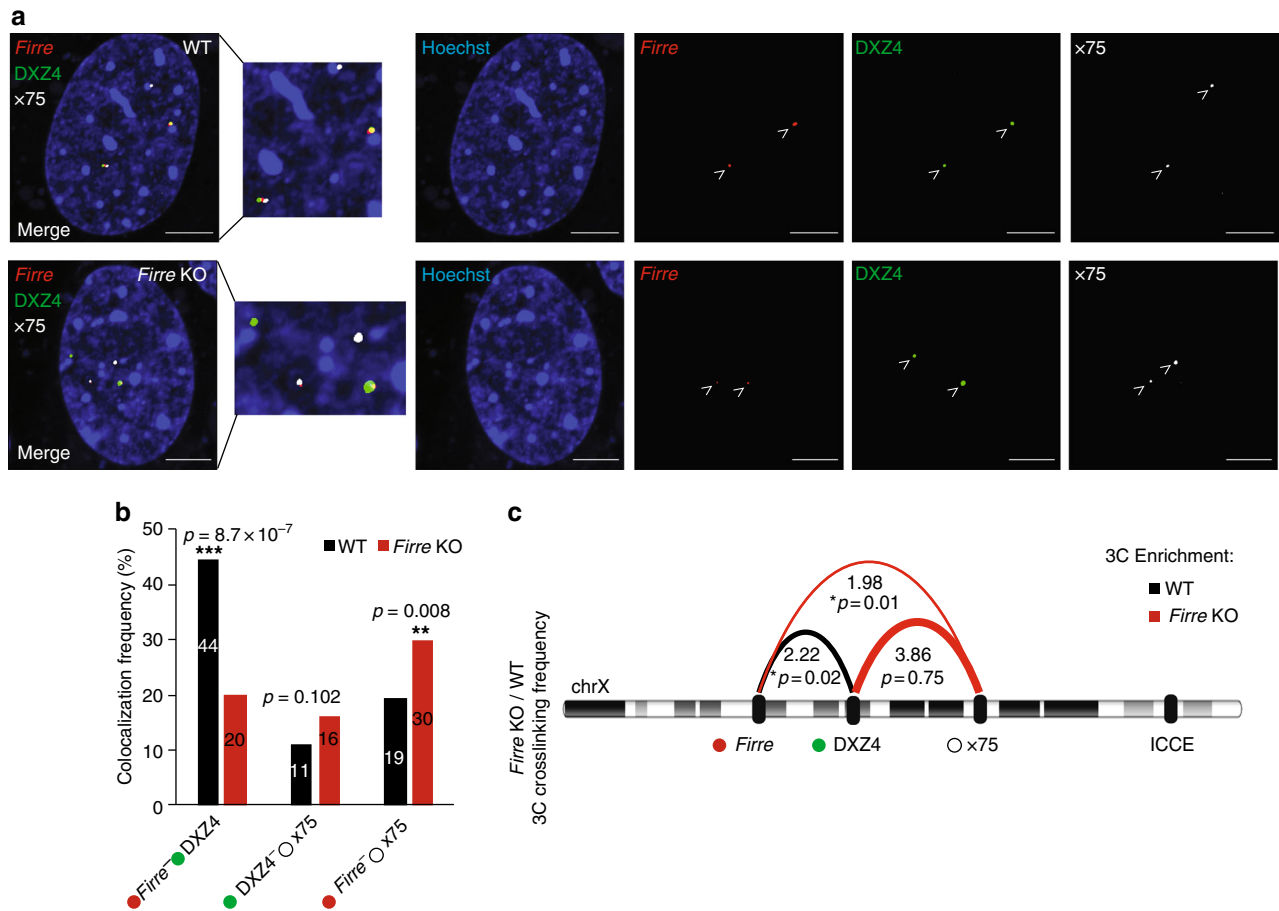 a
Firre
WT
DXZ4
×75
Merge
Hoechst
Firre
DXZ4
×75
Firre
Firre KO
DXZ4
×75
Merge
Hoechst
Firre
DXZ4
×75
b
Colocalization frequency (%)
50
40
30
20
10
0
p = 8.7 × 10⁻⁷
***
WT
Firre KO
p = 0.008
**
p = 0.102
44
20
11
16
19
30
Firre– DXZ4
DXZ4– x75
Firre– x75
c
Firre KO / WT
3C crosslinking frequency
3C Enrichment:
WT
Firre KO
1.98
*p = 0.01
2.22
*p = 0.02
3.86
p = 0.75
chrX
Firre
DXZ4
×75
ICCE